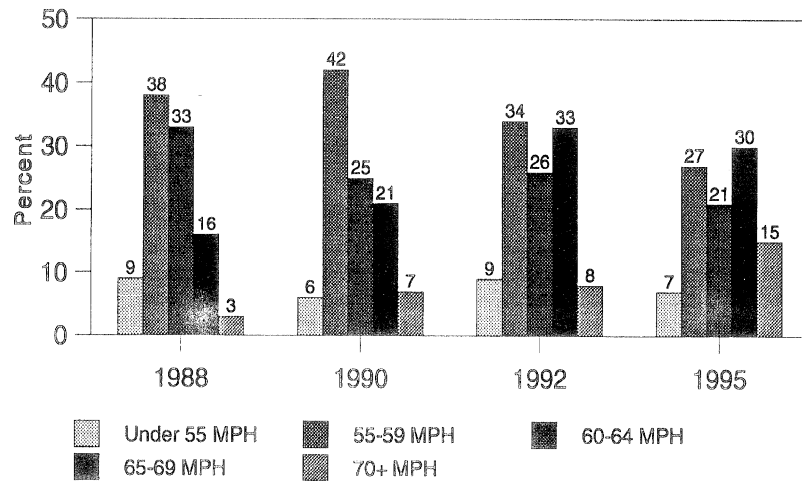 50
40
30
20
10
0
Percent
9 38 33 16 3
6 42 25 21 7
9 34 26 33 8
7 27 21 30 15
1988 1990 1992 1995
Under 55 MPH 55-59 MPH 60-64 MPH
65-69 MPH 70+ MPH